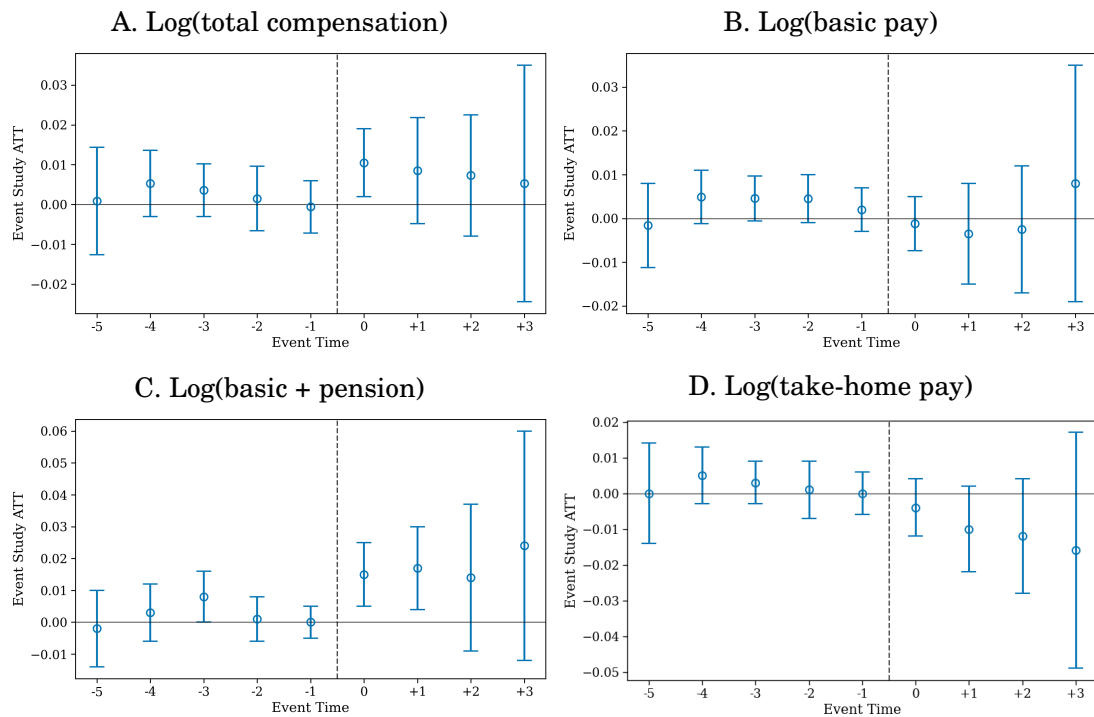 A. Log(total compensation)
Event Study ATT
0.03
0.02
0.01
0.00
−0.01
−0.02
-5 -4 -3 -2 -1 0 +1 +2 +3
Event Time
B. Log(basic pay)
Event Study ATT
0.03
0.02
0.01
0.00
−0.01
−0.02
-5 -4 -3 -2 -1 0 +1 +2 +3
Event Time
C. Log(basic + pension)
Event Study ATT
0.06
0.05
0.04
0.03
0.02
0.01
0.00
−0.01
-5 -4 -3 -2 -1 0 +1 +2 +3
Event Time
D. Log(take-home pay)
Event Study ATT
0.02
0.01
0.00
−0.01
−0.02
−0.03
−0.04
−0.05
-5 -4 -3 -2 -1 0 +1 +2 +3
Event Time